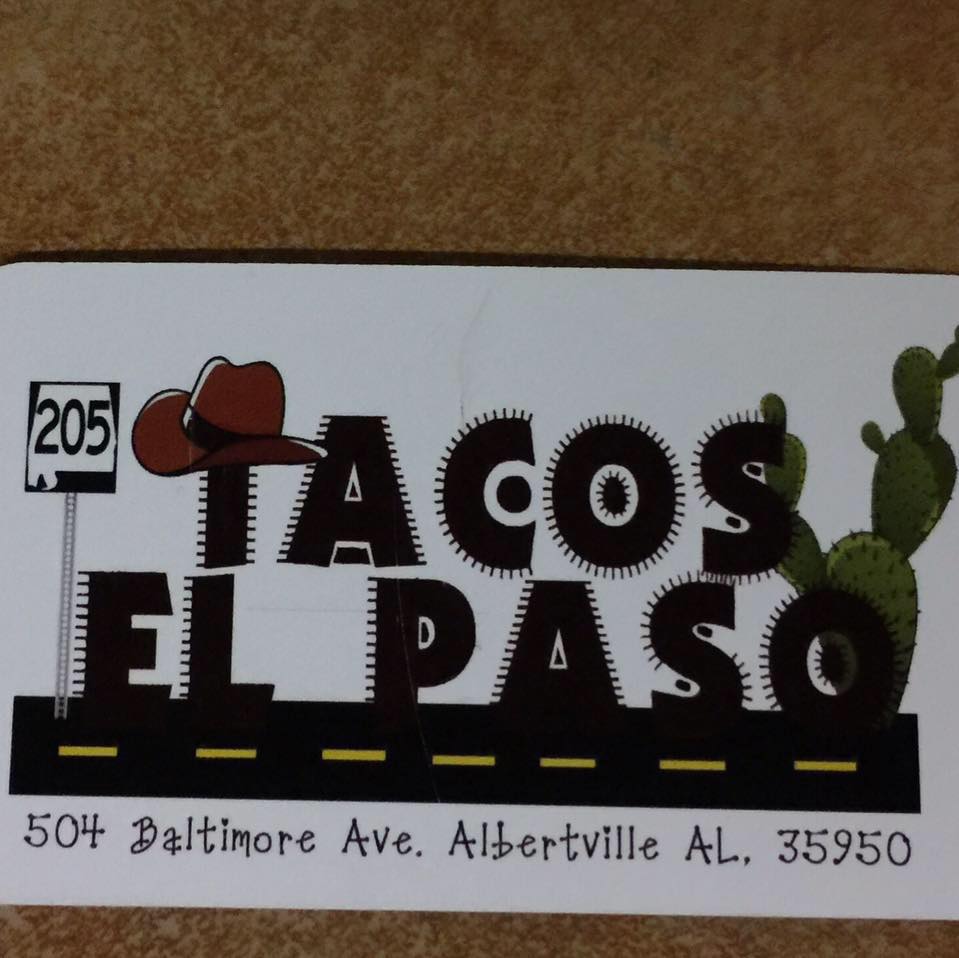 205
TACOS
EL PASO
504 Baltimore Ave. Albertville AL, 35950